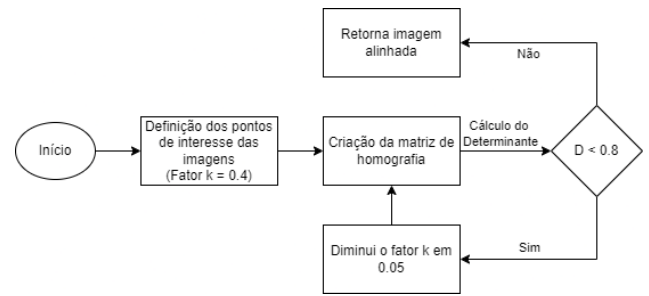 Retorna imagem
alinhada
Não
Início
Definição dos pontos
de interesse das
imagens
(Fator k = 0.4)
Criação da matriz de
homografia
Cálculo do
Determinante
D < 0.8
Diminui o fator k em
0.05
Sim